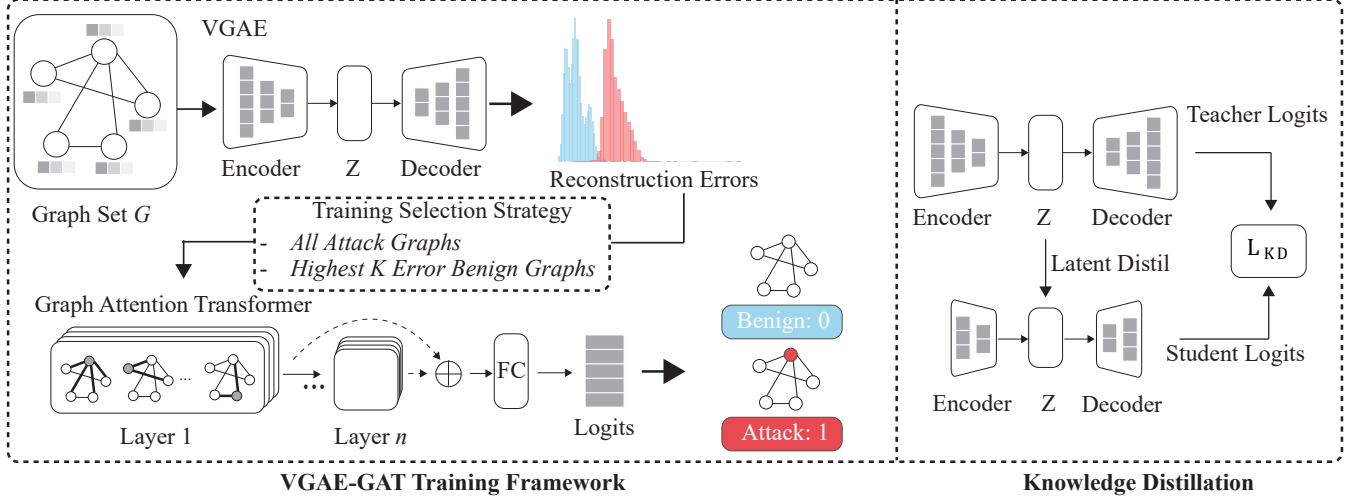 VGAE
Encoder
Z
Decoder
Reconstruction Errors
Graph Set G
Training Selection Strategy
- All Attack Graphs
- Highest K Error Benign Graphs
Graph Attention Transformer
...
Layer 1
...
Layer n
FC
Logits
Benign: 0
Attack: 1
VGAE-GAT Training Framework
Teacher Logits
Encoder
Z
Decoder
L KD
Latent Distil
Student Logits
Encoder
Z
Decoder
Knowledge Distillation